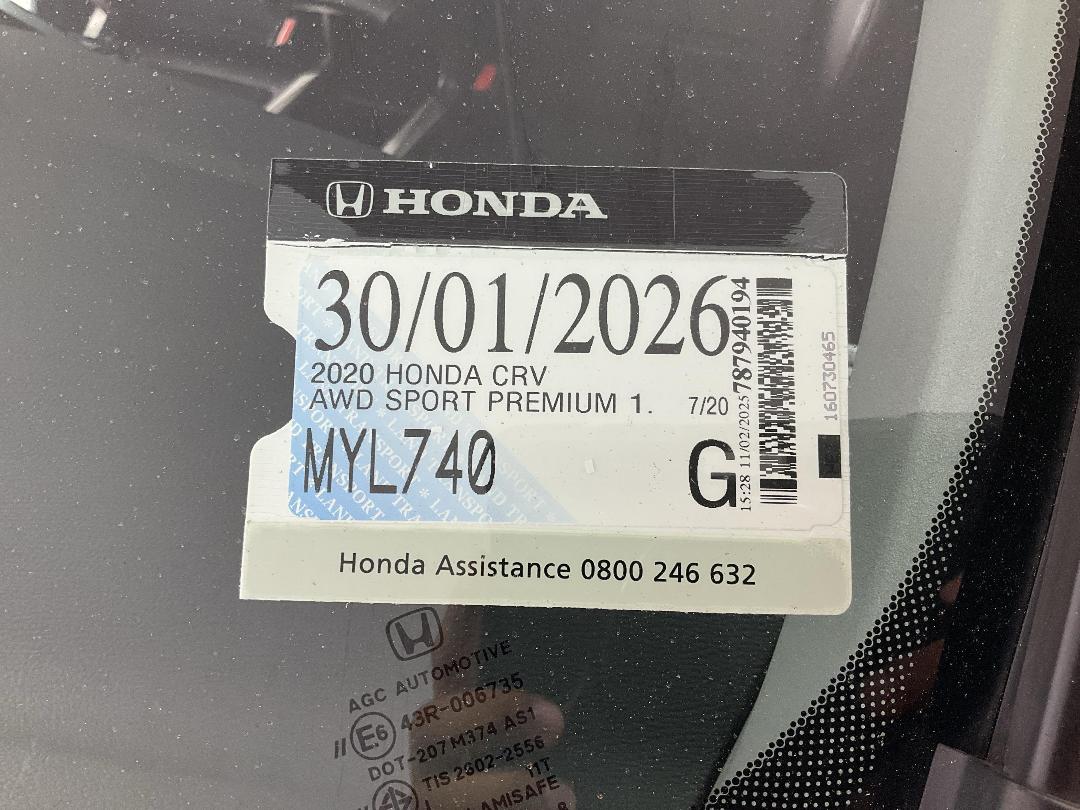 HONDA
30/01/2026
2020 HONDA CRV
AWD SPORT PREMIUM 1. 7/20
MYL740 G
15:28 11/02/2025 787940194
160730465
Honda Assistance 0800 246 632
AGC AUTOMOTIVE
E6 43R-006735
DOT-207 M374 AS1
TIS 2302-2556
LAMISAFE